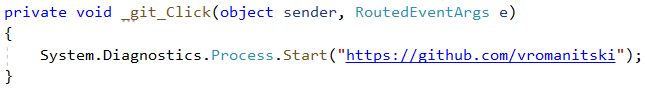 private void _git_Click(object sender, RoutedEventArgs e)
{
System.Diagnostics.Process.Start("https://github.com/vromanitski");
}